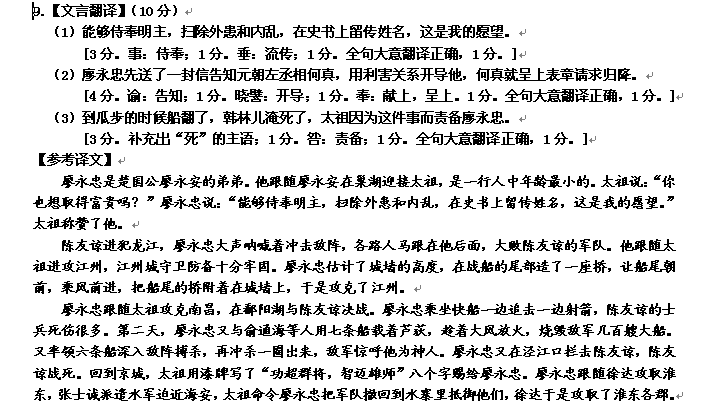 9.【文言翻译】(10 分)
（1）能够侍奉明主，扫除外患和内乱，在史书上留传姓名，这是我的愿望。
[3 分。事：侍奉；1 分。垂：流传；1 分。全句大意翻译正确，1 分。]
（2）廖永忠先送了一封信告知元朝左丞相何真，用利害关系开导他，何真就呈上表章请求归降。
[4 分。谕：告知；1 分。晓譬：开导；1 分。奉：献上，呈上。1 分。全句大意翻译正确，1 分。]
（3）到瓜步的时候船翻了，韩林儿淹死了，太祖因为这件事而责备廖永忠。
[3 分。补充出“死”的主语；1 分。咎：责备；1 分。全句大意翻译正确，1 分。]
【参考译文】
廖永忠是楚国公廖永安的弟弟。他跟随廖永安在巢湖迎接太祖，是一行人中年龄最小的。太祖说：“你
也想取得富贵吗？”廖永忠说：“能够侍奉明主，扫除外患和内乱，在史书上留传姓名，这是我的愿望。”
太祖称赞了他。
陈友谅进犯龙江，廖永忠大声呐喊着冲击敌阵，各路人马跟在他后面，大败陈友谅的军队。他跟随太
祖进攻江州，江州城守卫防备十分牢固。廖永忠估计了城墙的高度，在战船的尾部造了一座桥，让船尾朝
前，乘风前进，把船尾的桥附着在城墙上，于是攻克了江州。
廖永忠跟随太祖攻克南昌，在鄱阳湖与陈友谅决战。廖永忠乘坐快船一边追击一边射箭，陈友谅的士
兵死伤很多。第二天，廖永忠又与俞通海等人用七条船载着芦荻，趁着大风放火，烧毁敌军几百艘大船。
又率领六条船深入敌阵搏杀，再冲杀一圈出来，敌军惊呼他为神人。廖永忠又在泾江口拦击陈友谅，陈友
谅战死。回到京城，太祖用漆牌写了“功超群将，智迈雄师”八个字赐给廖永忠。廖永忠跟随徐达攻取淮
东，张士诚派遣水军迫近海安，太祖命令廖永忠把军队撤回到水寨里抵御他们，徐达于是攻取了淮东各郡。